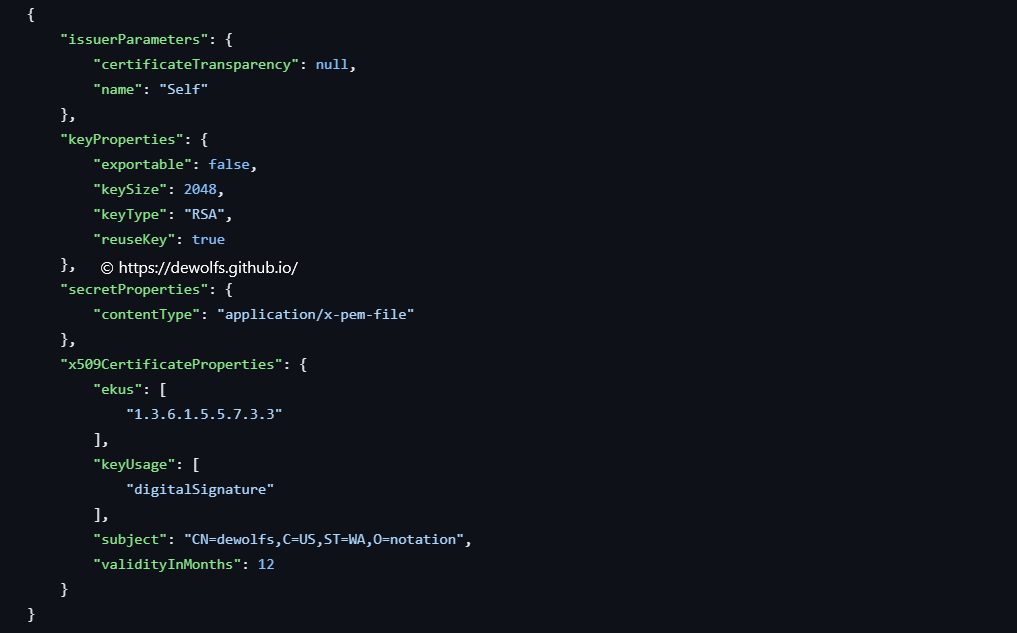 {
    "issuerParameters": {
        "certificateTransparency": null,
        "name": "Self"
    },
    "keyProperties": {
        "exportable": false,
        "keySize": 2048,
        "keyType": "RSA",
        "reuseKey": true
    },   © https://dewolfs.github.io/
    "secretProperties": {
        "contentType": "application/x-pem-file"
    },
    "x509CertificateProperties": {
        "ekus": [
            "1.3.6.1.5.5.7.3.3"
        ],
        "keyUsage": [
            "digitalSignature"
        ],
        "subject": "CN=dewolfs,C=US,ST=WA,O=notation",
        "validityInMonths": 12
    }
}